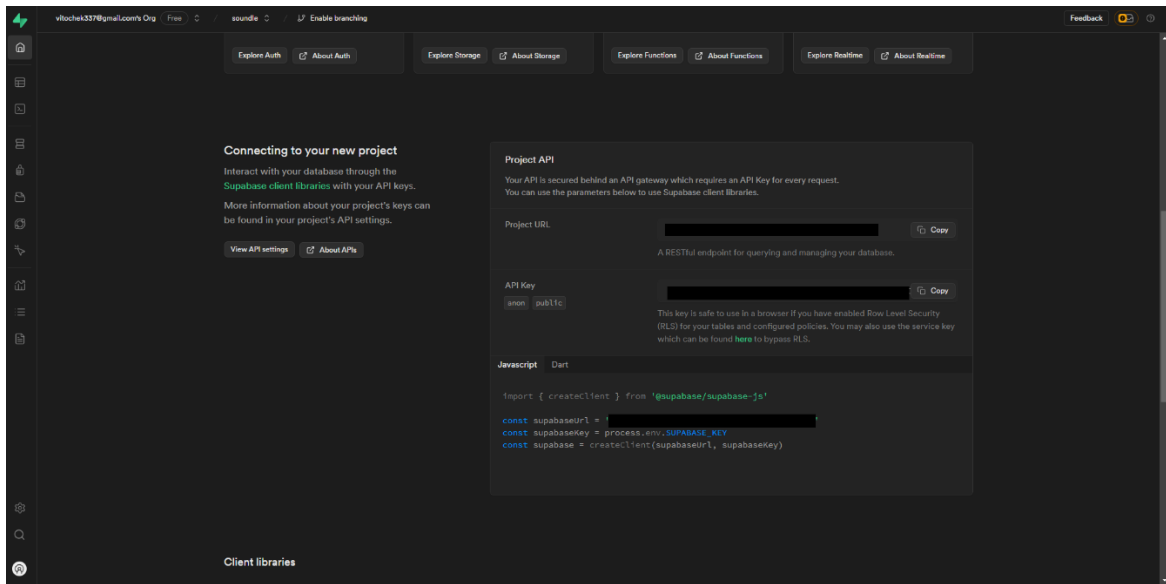 vitochek337@gmail.com's Org Free / soundle / Enable branching Feedback
Explore Auth About Auth Explore Storage About Storage Explore Functions About Functions Explore Realtime About Realtime
Connecting to your new project
Interact with your database through the
Supabase client libraries with your API keys.
More information about your project's keys can
be found in your project's API settings.
View API settings About APIs
Project API
Your API is secured behind an API gateway which requires an API Key for every request.
You can use the parameters below to use Supabase client libraries.
Project URL
Copy
A RESTful endpoint for querying and managing your database.
API Key
Copy
anon public
This key is safe to use in a browser if you have enabled Row Level Security
(RLS) for your tables and configured policies. You may also use the service key
which can be found here to bypass RLS.
Javascript Dart
import { createClient } from '@supabase/supabase-js'
const supabaseUrl = ' '
const supabaseKey = process.env.SUPABASE_KEY
const supabase = createClient(supabaseUrl, supabaseKey)
Client libraries